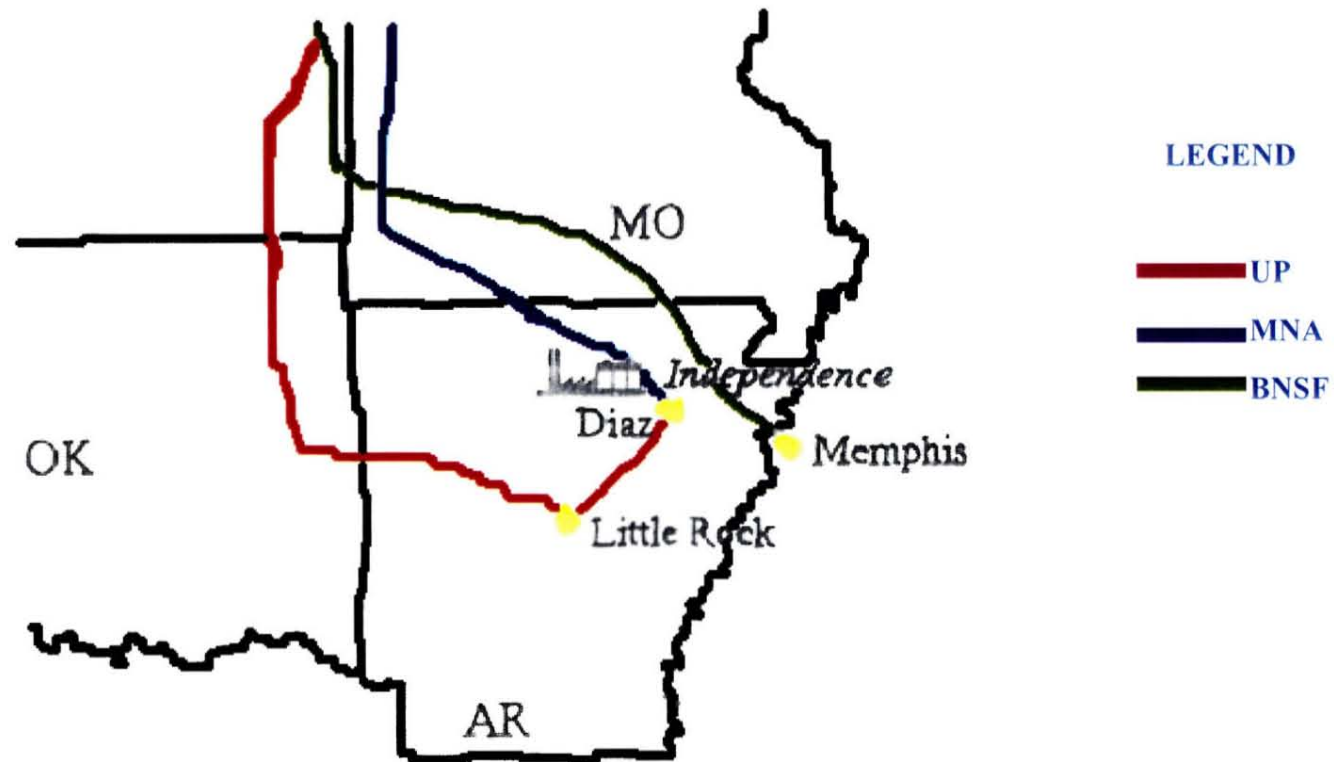 LEGEND
MO
UP
MNA
BNSF
Independence
Diaz
OK
Memphis
Little Rock
AR